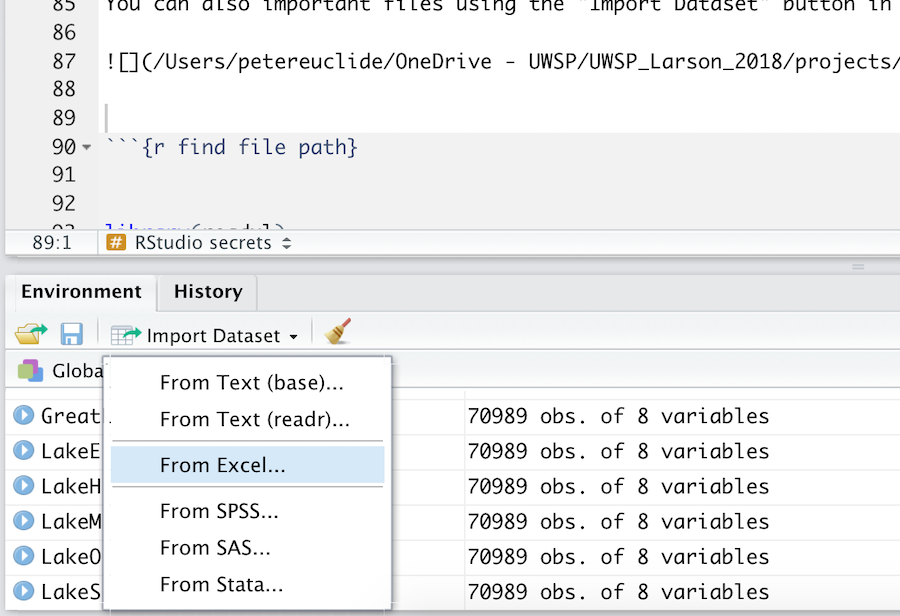 85 You can also important files using the "Import Dataset" button in
86
87 ![](/Users/petereuclide/OneDrive - UWSP/UWSP_Larson_2018/projects/
88
89
90 ```{r find file path}
91
92
89:1 # RStudio secrets
Environment History
Import Dataset
Globa
From Text (base)...
Great 70989 obs. of 8 variables
From Text (readr)...
LakeE 70989 obs. of 8 variables
From Excel...
LakeH 70989 obs. of 8 variables
From SPSS...
LakeM 70989 obs. of 8 variables
From SAS...
LakeO 70989 obs. of 8 variables
From Stata...
LakeS 70989 obs. of 8 variables